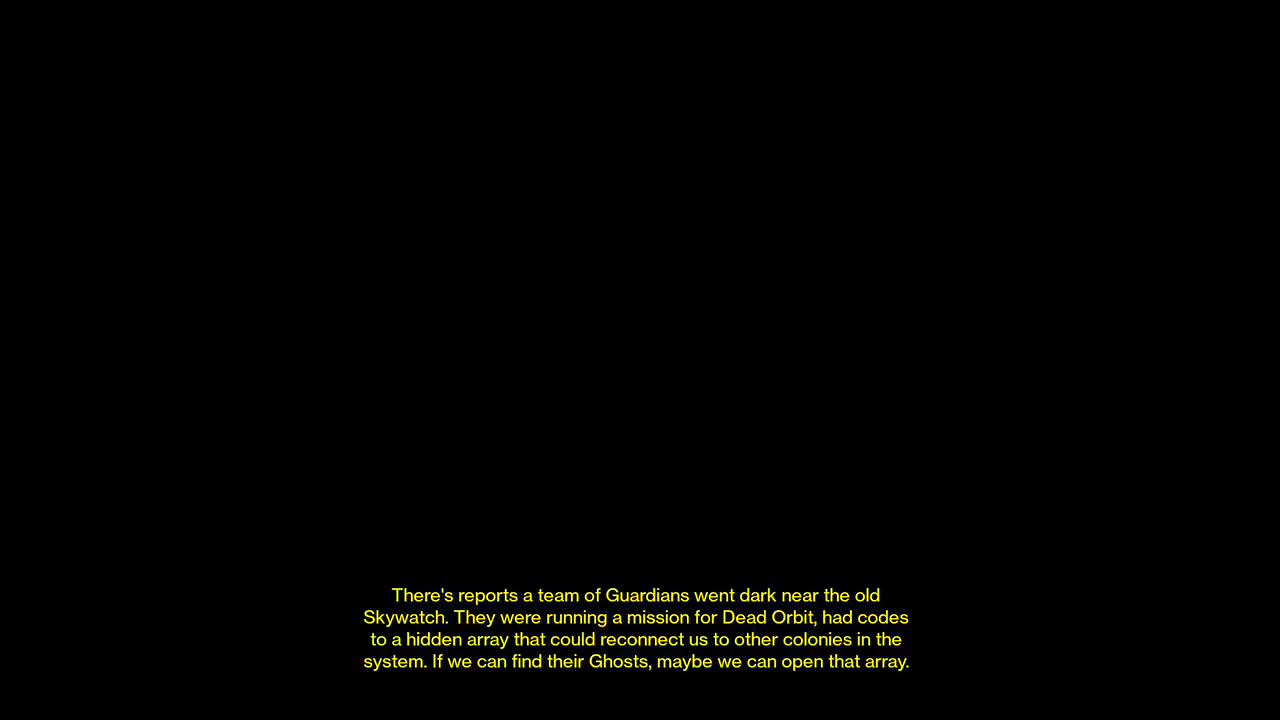 There's reports a team of Guardians went dark near the old
Skywatch. They were running a mission for Dead Orbit, had codes
to a hidden array that could reconnect us to other colonies in the
system. If we can find their Ghosts, maybe we can open that array.